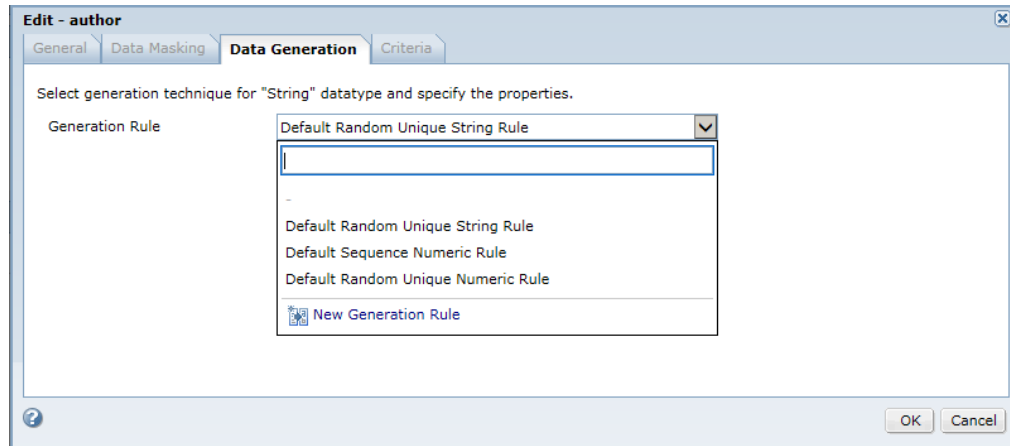 Edit - author
General Data Masking Data Generation Criteria
Select generation technique for "String" datatype and specify the properties.
Generation Rule Default Random Unique String Rule
-
Default Random Unique String Rule
Default Sequence Numeric Rule
Default Random Unique Numeric Rule
New Generation Rule
? OK Cancel